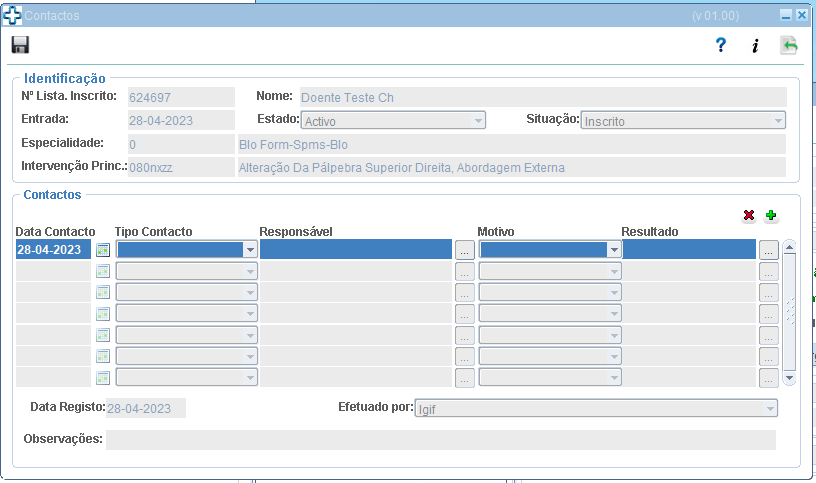 Contactos (v 01.00)
? i
Identificação
Nº Lista. Inscrito: 624697 Nome: Doente Teste Ch
Entrada: 28-04-2023 Estado: Activo Situação: Inscrito
Especialidade: 0 Blo Form-Spms-Blo
Intervenção Princ.: 080nxzz Alteração Da Pálpebra Superior Direita, Abordagem Externa
Contactos
Data Contacto Tipo Contacto Responsável Motivo Resultado
28-04-2023 ... ...
... ...
... ...
... ...
... ...
... ...
... ...
Data Registo: 28-04-2023 Efetuado por: Igif
Observações: